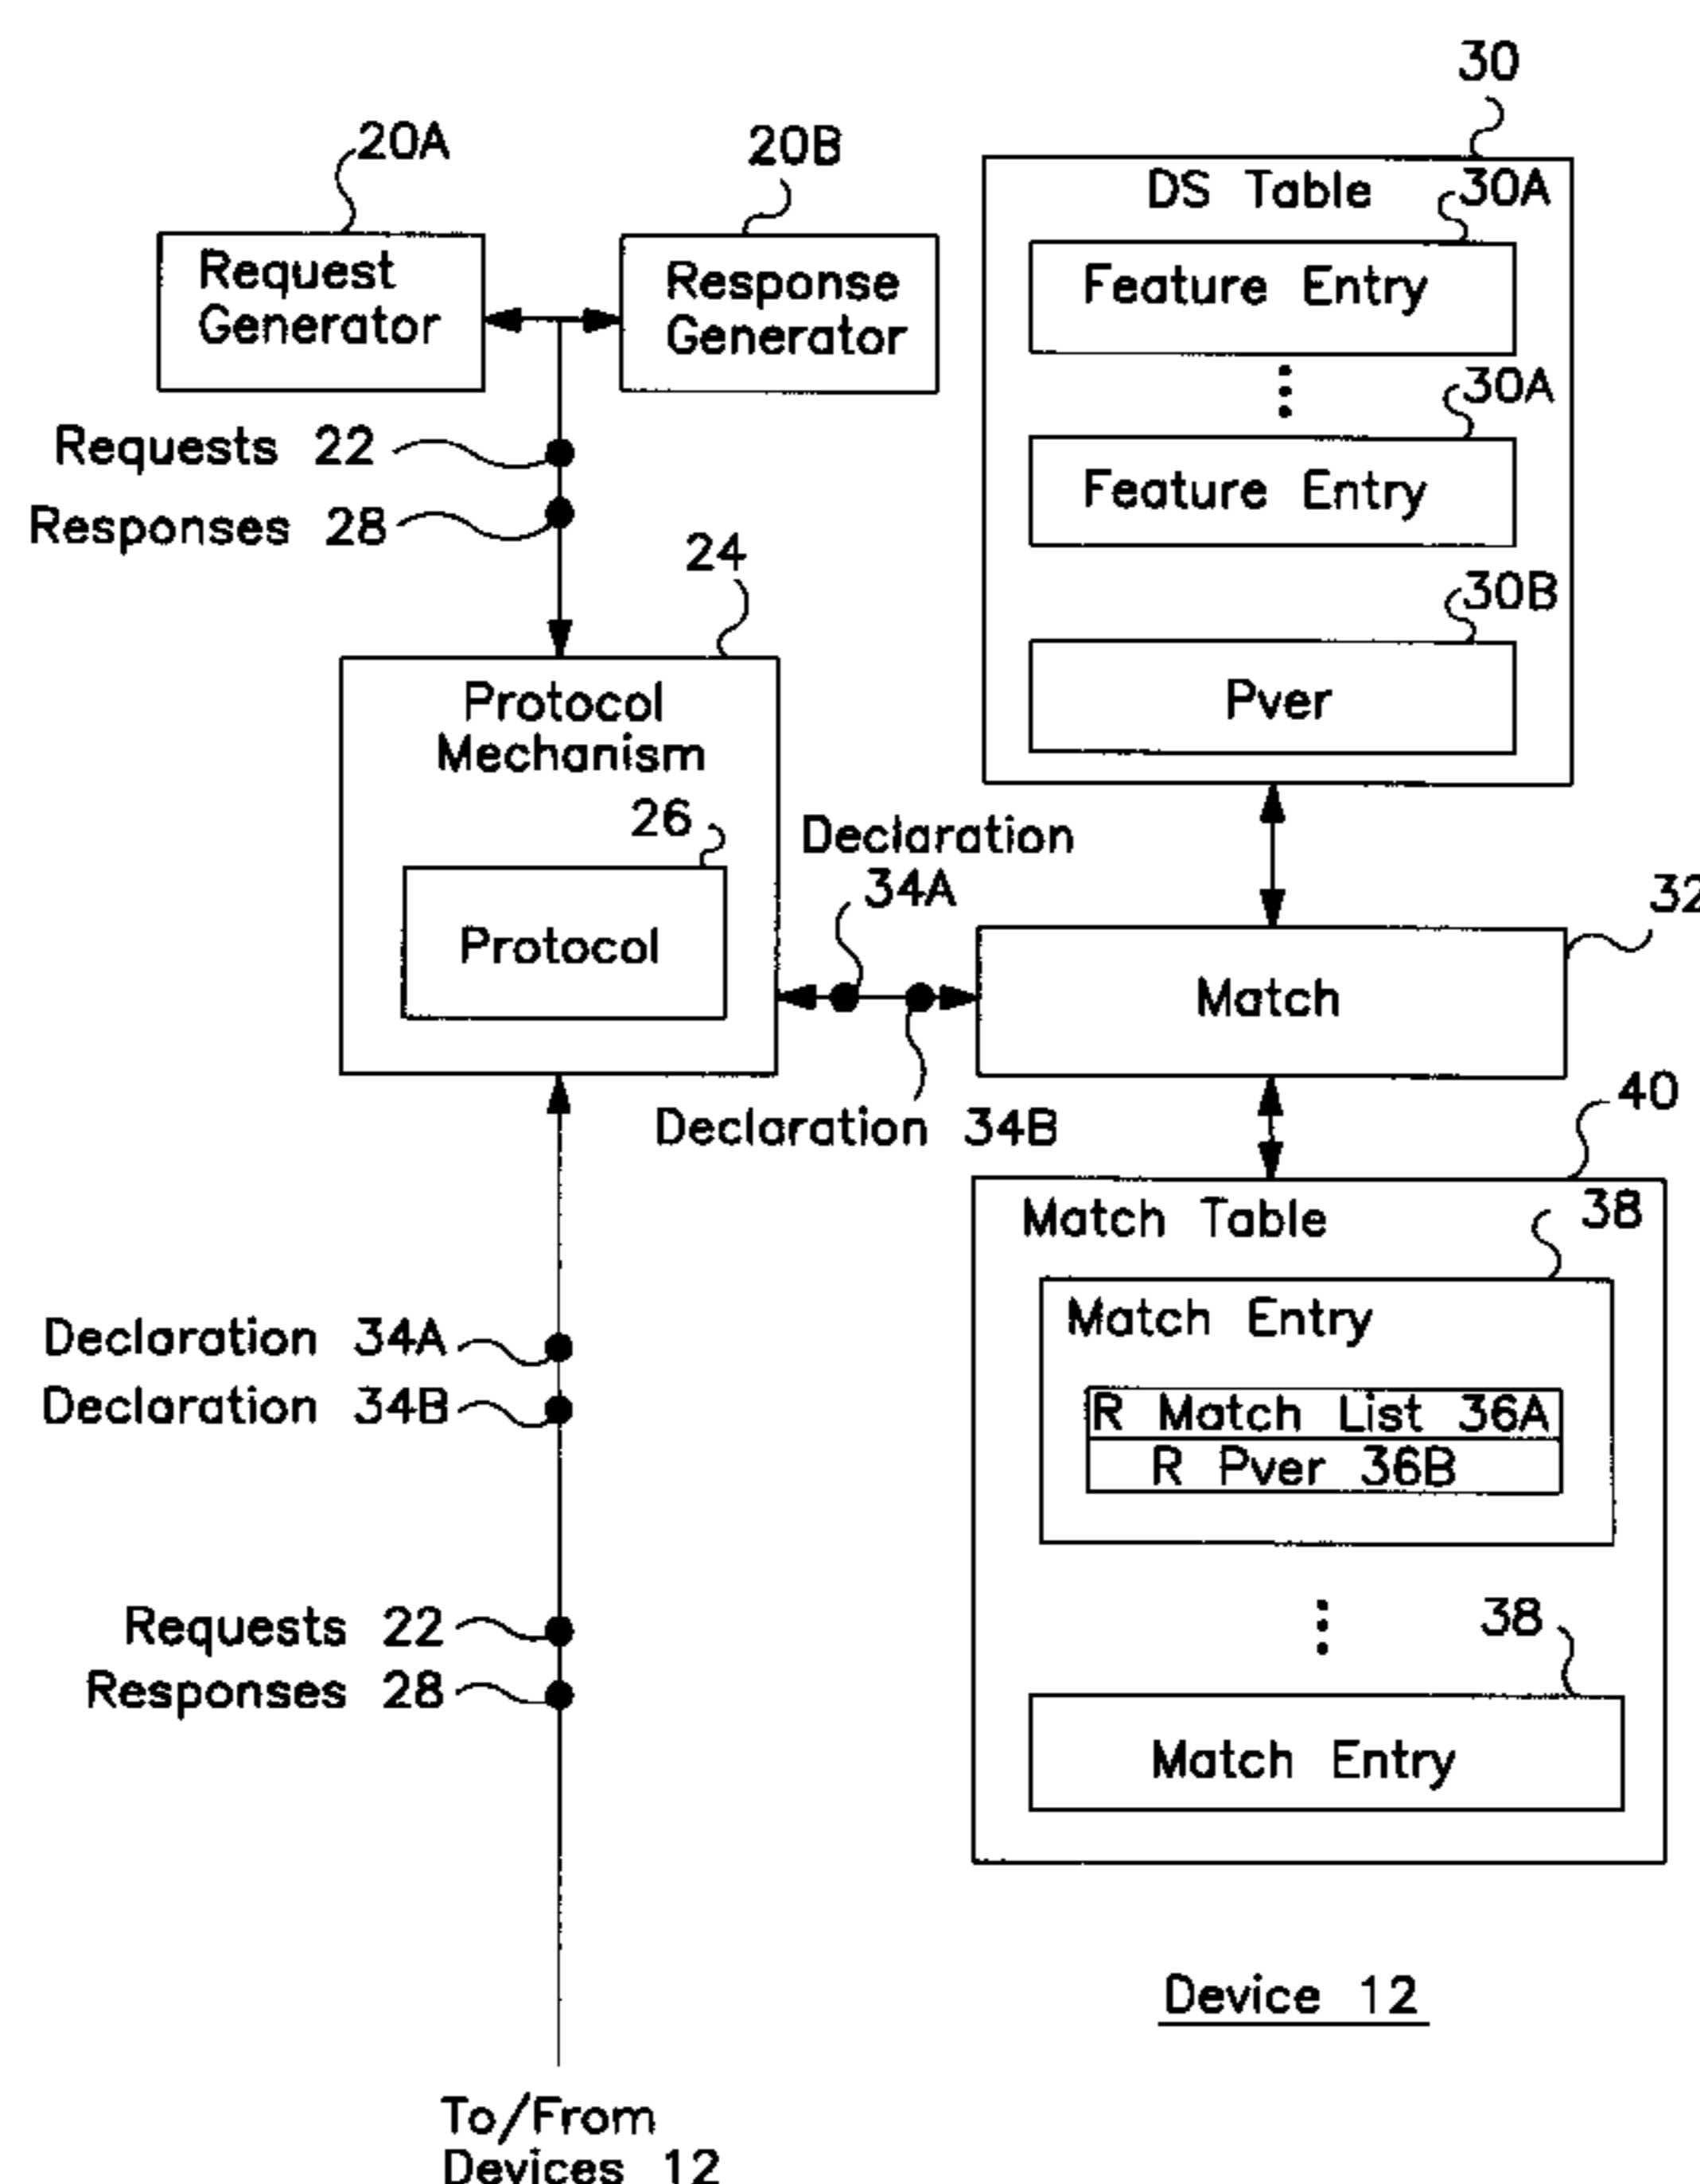 30
20A
20B
DS Table
30A
Request
Generator
Response
Generator
Feature Entry
30A
Requests 22
Feature Entry
Responses 28
24
30B
Protocol
Mechanism
Pver
26
Declaration
34A
32
Protocol
Match
40
Declaration 34B
Match Table
38
Match Entry
Declaration 34A
Declaration 34B
R Match List 36A
R Pver 36B
Requests 22
38
Responses 28
Match Entry
Device 12
To/From
Devices 12